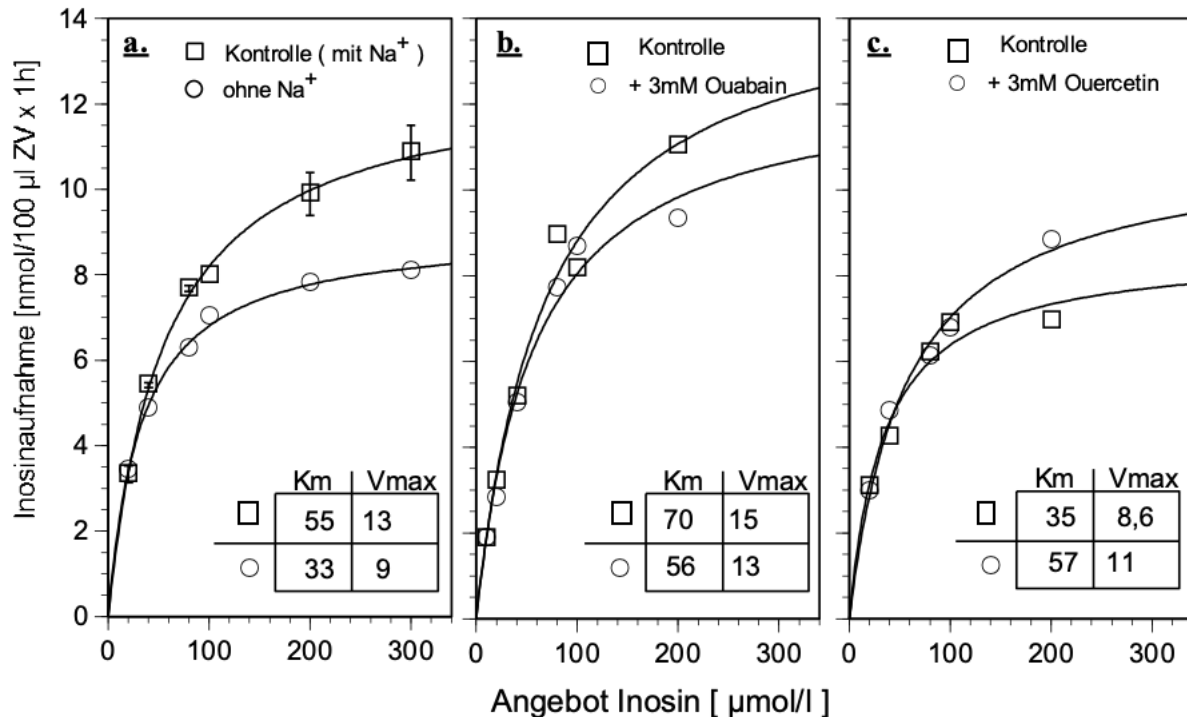 Inosinaufnahme [nmol/100 µl ZV x 1h]
14
12
10
8
6
4
2
0
a.
Kontrolle ( mit Na⁺ )
ohne Na⁺
Km Vmax
55 13
33 9
0 100 200 300
b.
Kontrolle
+ 3mM Ouabain
Km Vmax
70 15
56 13
0 100 200 300
c.
Kontrolle
+ 3mM Ouercetin
Km Vmax
35 8,6
57 11
0 100 200 300
Angebot Inosin [ µmol/l ]